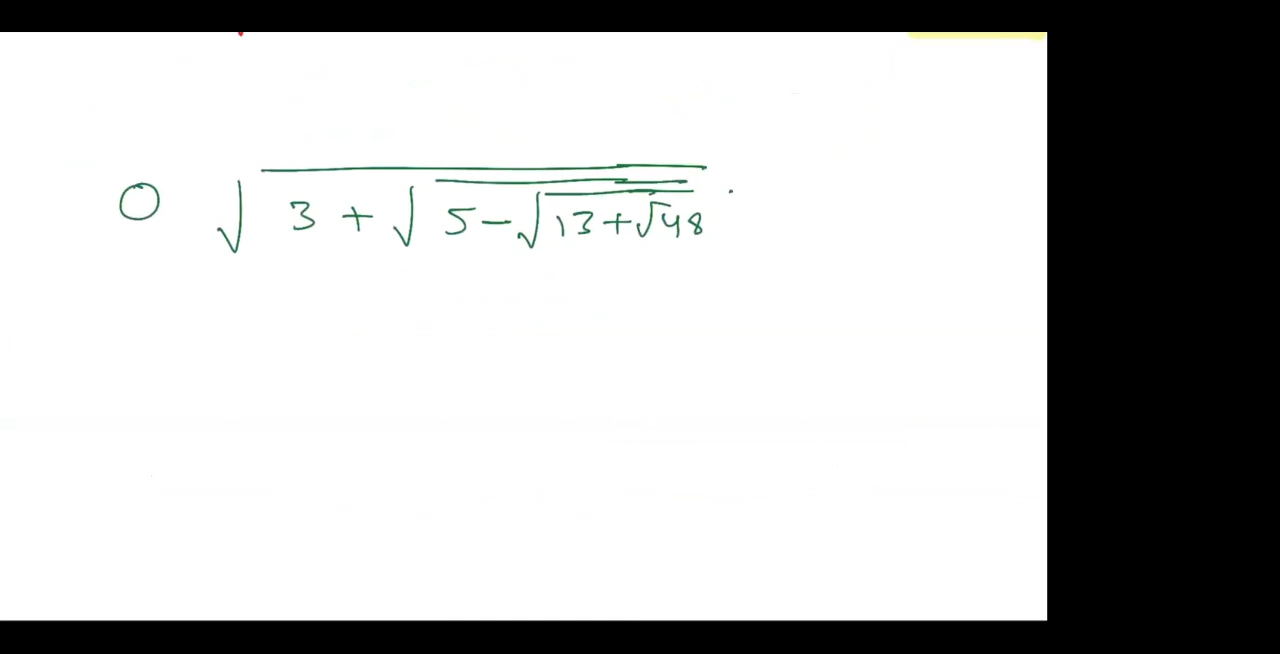 ○ √(3 + √(5 - √(13 + √48)))